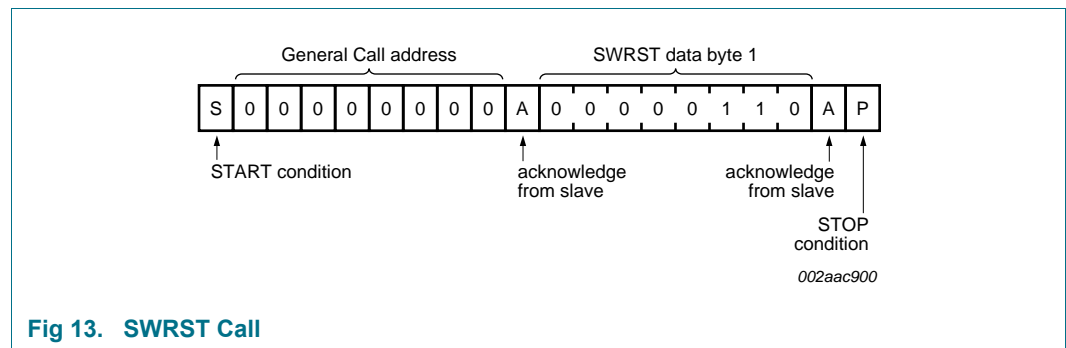 General Call address SWRST data byte 1
S 0 0 0 0 0 0 0 0 A 0 0 0 0 0 1 1 0 A P
START condition acknowledge from slave acknowledge from slave
STOP condition
002aac900
Fig 13. SWRST Call